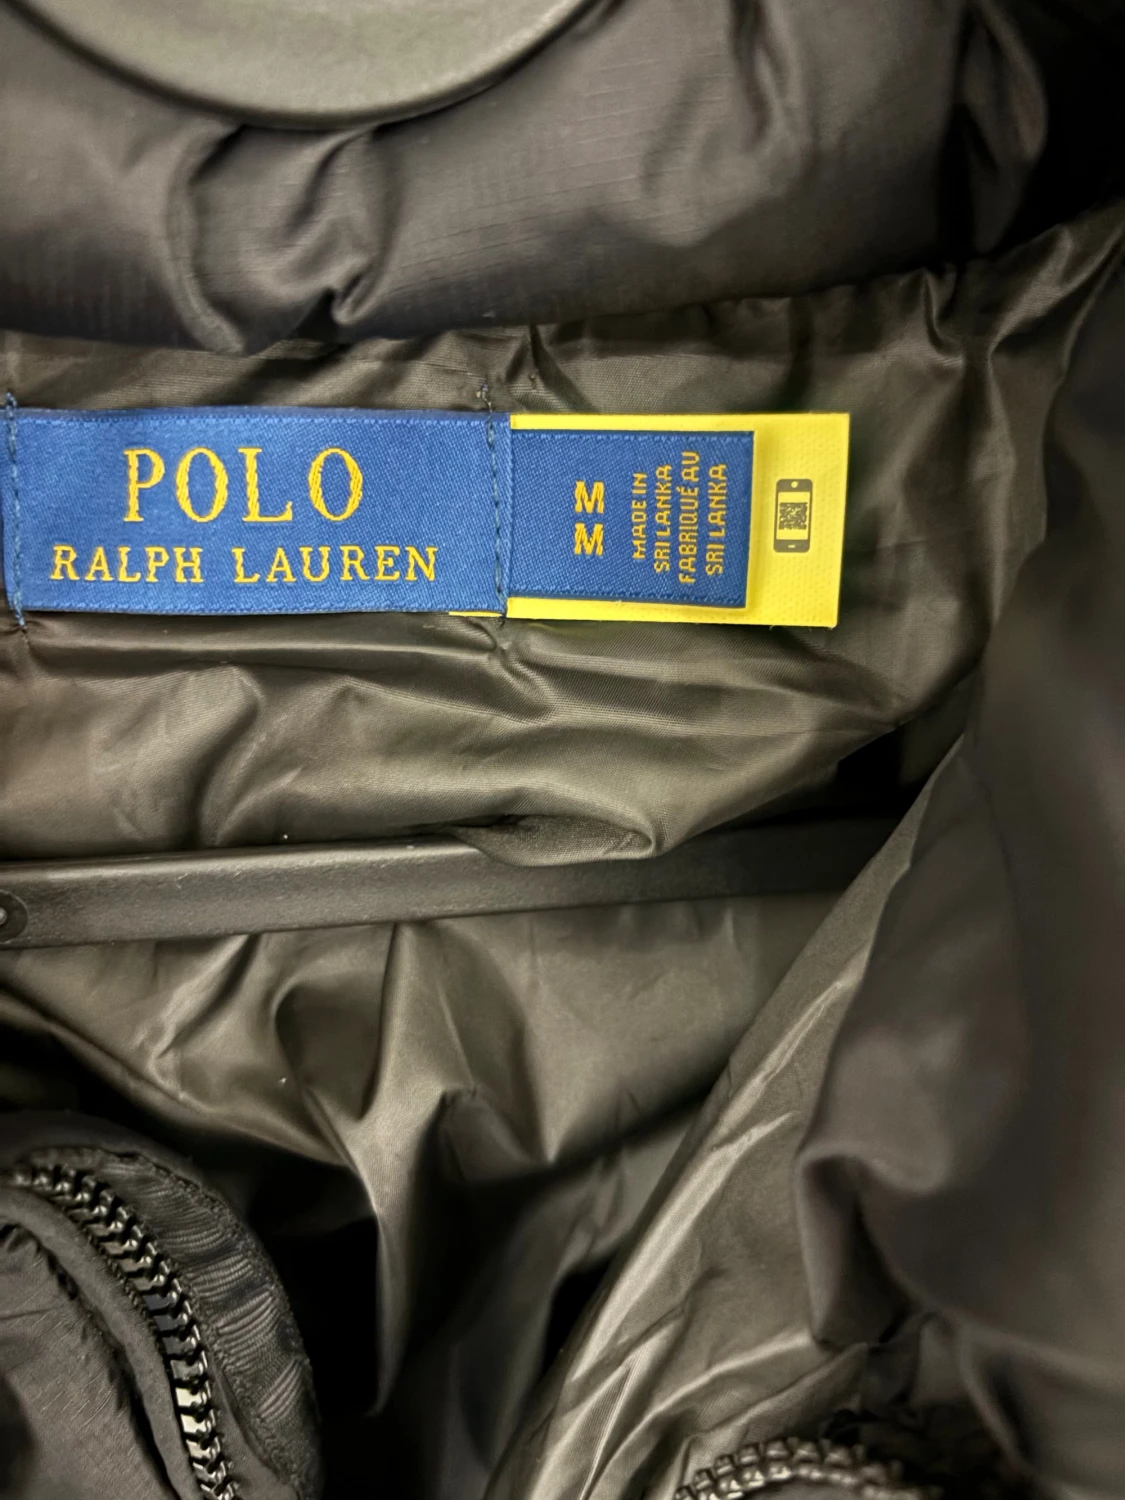 POLO
RALPH LAUREN
M
M
MADE IN
SRI LANKA
FABRIQUÉ AU
SRI LANKA